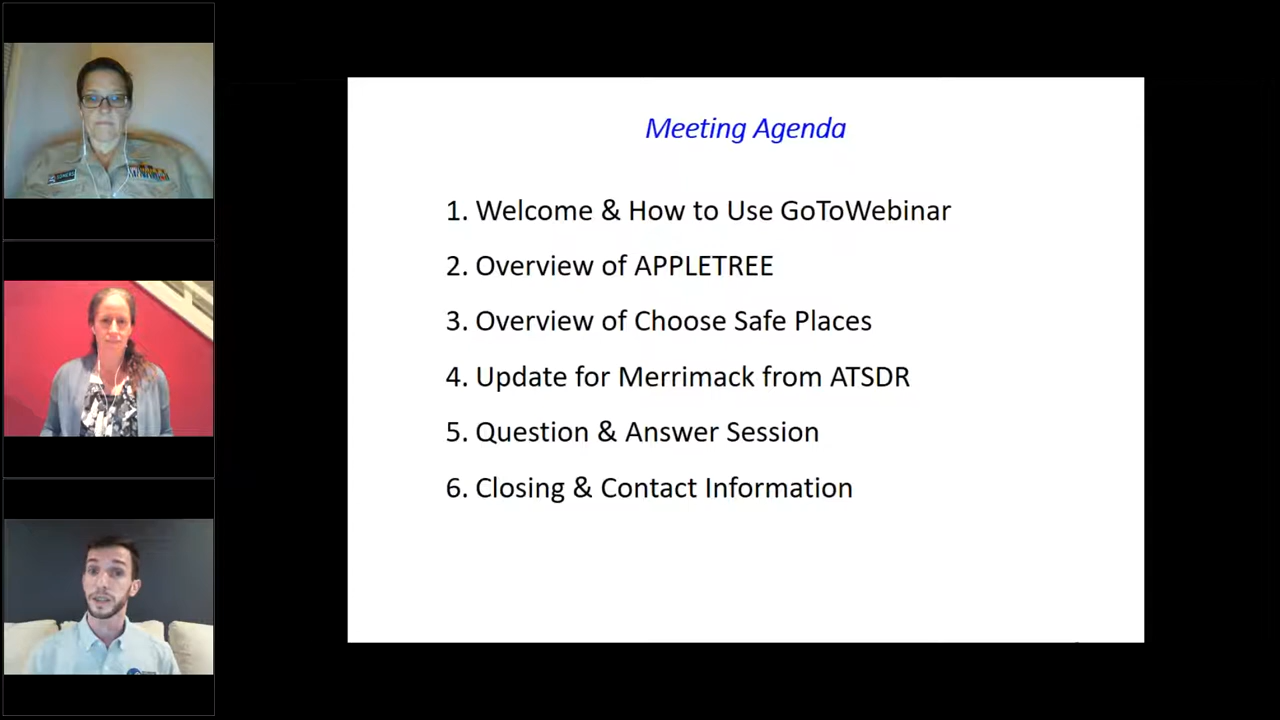 Meeting Agenda
1. Welcome & How to Use GoToWebinar
2. Overview of APPLETREE
3. Overview of Choose Safe Places
4. Update for Merrimack from ATSDR
5. Question & Answer Session
6. Closing & Contact Information